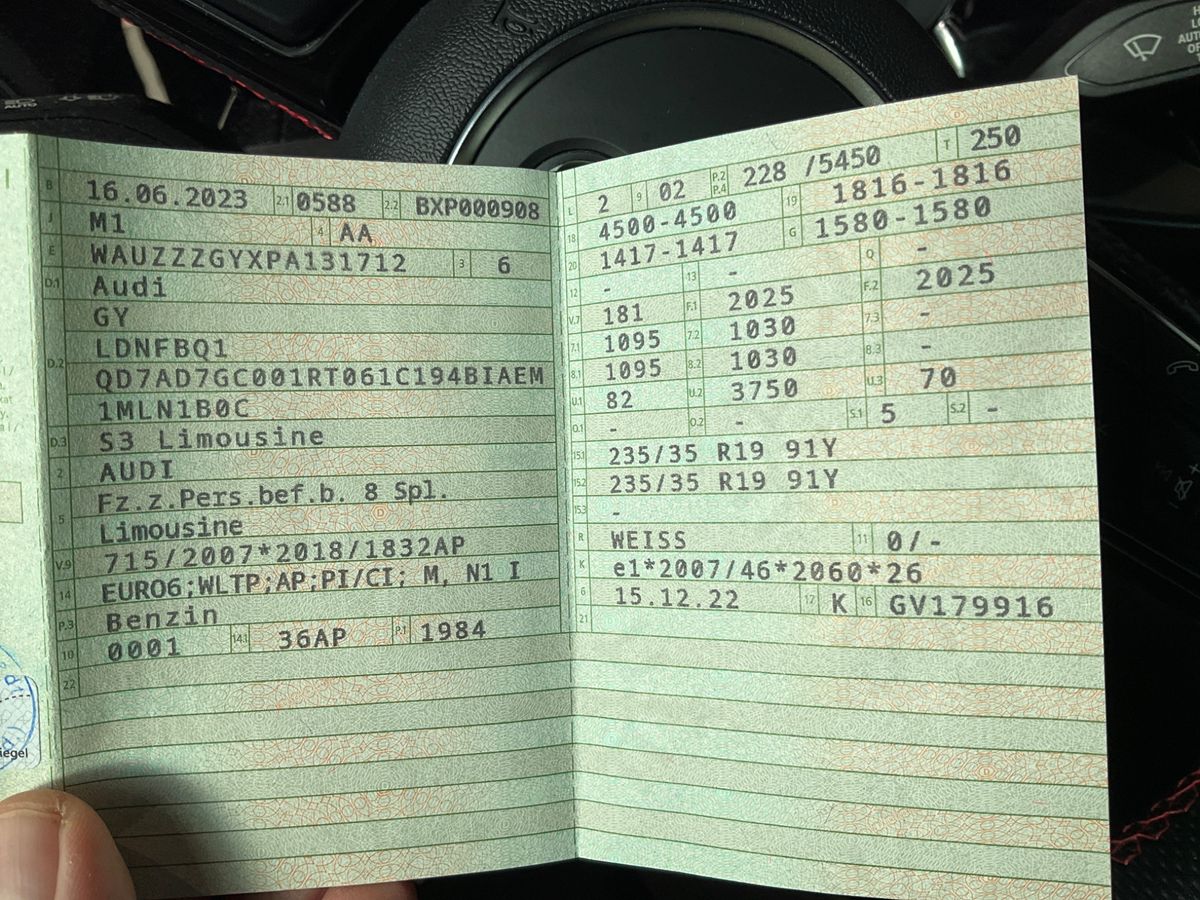 B 16.06.2023 2.1 0588 2.2 BXP000908
J M1 4 AA
E WAUZZZGYXPA131712 3 6
D.1 Audi
GY
D.2 LDNFBQ1
QD7AD7GC001RT061C194BIAEM
1MLN1B0C
D.3 S3 Limousine
2 AUDI
5 Fz.z.Pers.bef.b. 8 Spl.
Limousine
V.9 715/2007*2018/1832AP
14 EURO6;WLTP;AP;PI/CI; M, N1 I
P.3 Benzin
10 0001 14.1 36AP P.1 1984
22
L 2 9 02 P.2 P.4 228 /5450 T 250
18 4500-4500 19 1816-1816
20 1417-1417 G 1580-1580
12 - 13 - Q -
V.7 181 F.1 2025 F.2 2025
7.1 1095 7.2 1030 7.3 -
8.1 1095 8.2 1030 8.3 -
U.1 82 U.2 3750 U.3 70
O.1 - O.2 - S.1 5 S.2 -
15.1 235/35 R19 91Y
15.2 235/35 R19 91Y
15.3 -
R WEISS 11 0/-
K e1*2007/46*2060*26
6 15.12.22 17 K 16 GV179916
21
iegel
AUTO